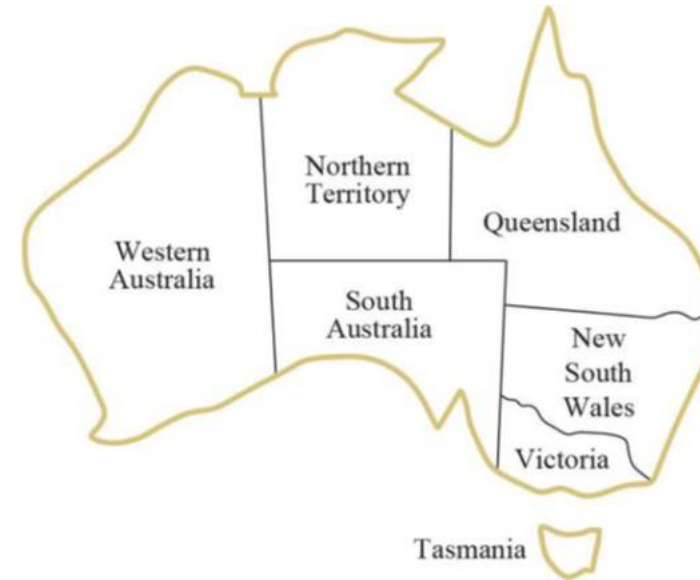 Northern
Territory
Queensland
Western
Australia
South
Australia
New
South
Wales
Victoria
Tasmania